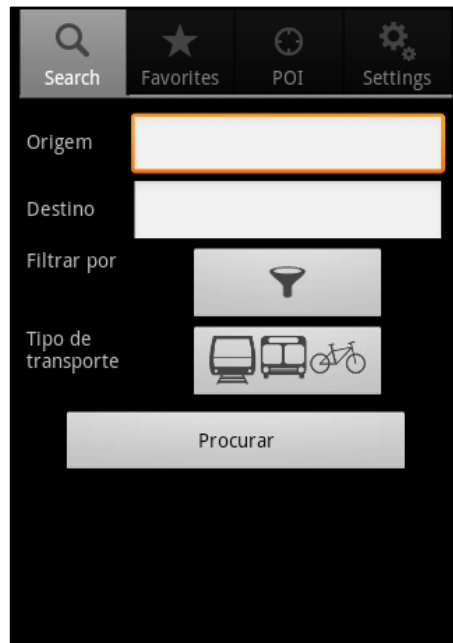 Search Favorites POI Settings
Origem
Destino
Filtrar por
Tipo de
transporte
Procurar